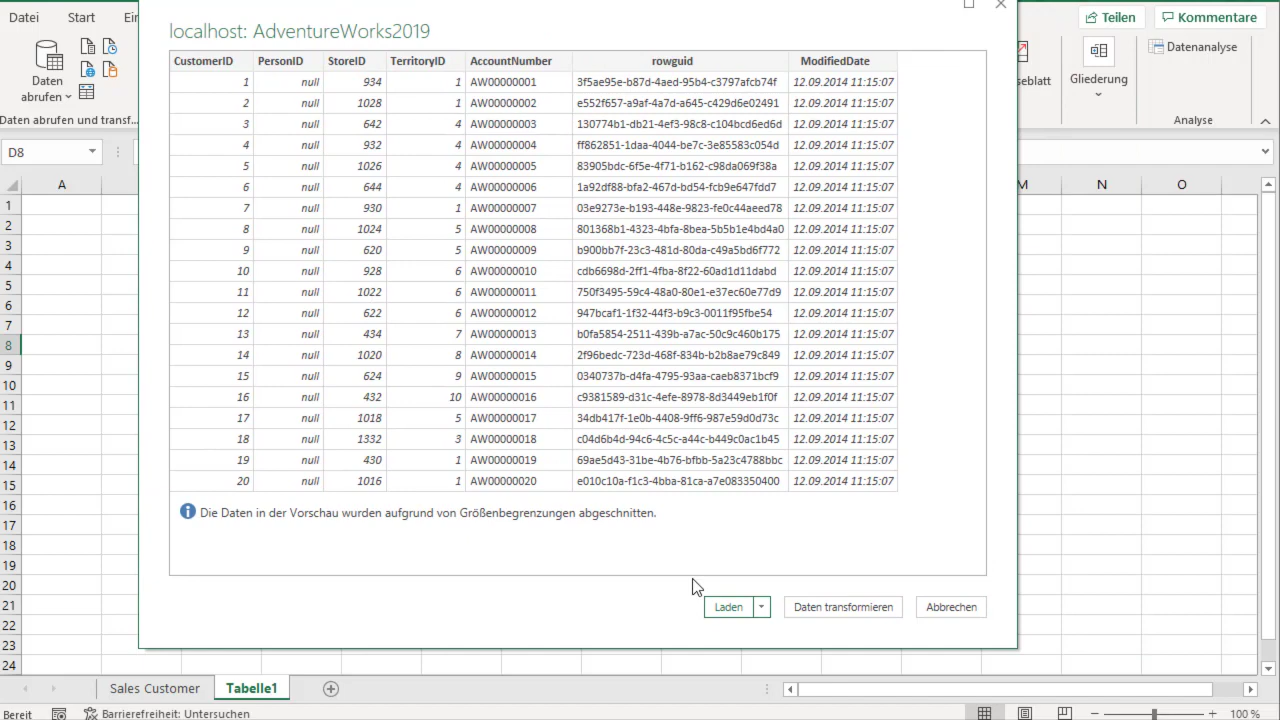 Datei Start Ein
Teilen Kommentare
localhost: AdventureWorks2019
Daten abrufen
Datenanalyse
eseblatt
Gliederung
Daten abrufen und transf...
Analyse
D8
CustomerID PersonID StoreID TerritoryID AccountNumber rowguid ModifiedDate
1 null 934 1 AW00000001 3f5ae95e-b87d-4aed-95b4-c3797afcb74f 12.09.2014 11:15:07
2 null 1028 1 AW00000002 e552f657-a9af-4a7d-a645-c429d6e02491 12.09.2014 11:15:07
3 null 642 4 AW00000003 130774b1-db21-4ef3-98c8-c104bcd6ed6d 12.09.2014 11:15:07
4 null 932 4 AW00000004 ff862851-1daa-4044-be7c-3e85583c054d 12.09.2014 11:15:07
5 null 1026 4 AW00000005 83905bdc-6f5e-4f71-b162-c98da069f38a 12.09.2014 11:15:07
6 null 644 4 AW00000006 1a92df88-bfa2-467d-bd54-fcb9e647fdd7 12.09.2014 11:15:07
7 null 930 1 AW00000007 03e9273e-b193-448e-9823-fe0c44aeed78 12.09.2014 11:15:07
8 null 1024 5 AW00000008 801368b1-4323-4bfa-8bea-5b5b1e4bd4a0 12.09.2014 11:15:07
9 null 620 5 AW00000009 b900bb7f-23c3-481d-80da-c49a5bd6f772 12.09.2014 11:15:07
10 null 928 6 AW00000010 cdb6698d-2ff1-4fba-8f22-60ad1d11dabd 12.09.2014 11:15:07
11 null 1022 6 AW00000011 750f3495-59c4-48a0-80e1-e37ec60e77d9 12.09.2014 11:15:07
12 null 622 6 AW00000012 947bcaf1-1f32-44f3-b9c3-0011f95fbe54 12.09.2014 11:15:07
13 null 434 7 AW00000013 b0fa5854-2511-439b-a7ac-50c9c460b175 12.09.2014 11:15:07
14 null 1020 8 AW00000014 2f96bedc-723d-468f-834b-b2b8ae79c849 12.09.2014 11:15:07
15 null 624 9 AW00000015 0340737b-d4fa-4795-93aa-caeb8371bcf9 12.09.2014 11:15:07
16 null 432 10 AW00000016 c9381589-d31c-4efe-8978-8d3449eb1f0f 12.09.2014 11:15:07
17 null 1018 5 AW00000017 34db417f-1e0b-4408-9ff6-987e59d0d73c 12.09.2014 11:15:07
18 null 1332 3 AW00000018 c04d6b4d-94c6-4c5c-a44c-b449c0ac1b45 12.09.2014 11:15:07
19 null 430 1 AW00000019 69ae5d43-31be-4b76-bfbb-5a23c4788bbc 12.09.2014 11:15:07
20 null 1016 1 AW00000020 e010c10a-f1c3-4bba-81ca-a7e083350400 12.09.2014 11:15:07
Die Daten in der Vorschau wurden aufgrund von Größenbegrenzungen abgeschnitten.
Laden Daten transformieren Abbrechen
A M N O
1
2
3
4
5
6
7
8
9
10
11
12
13
14
15
16
17
18
19
20
21
22
23
24
Sales Customer Tabelle1
Bereit Barrierefreiheit: Untersuchen 100 %